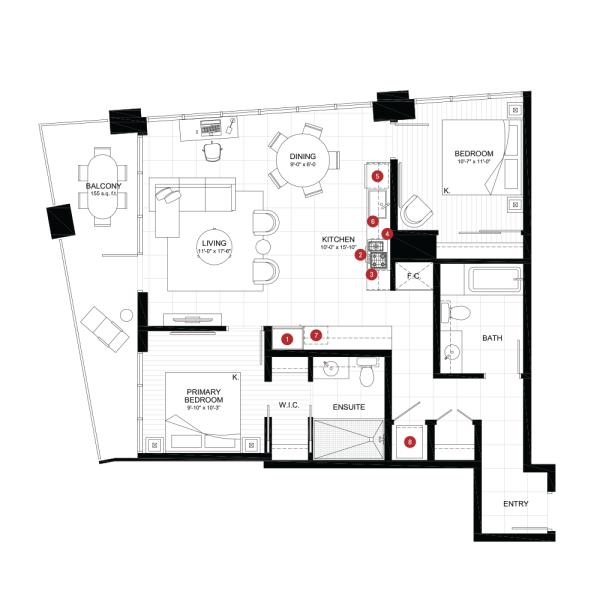 DINING
9'-0" x 6'-0
BEDROOM
10'-7" x 11'-0"
K.
BALCONY
155 s.q. f.t.
5
6
4
LIVING
11'-0" x 17'-6"
KITCHEN
10'-0" x 15'-10"
2
3
F.C.
1
7
BATH
K.
PRIMARY
BEDROOM
9'-10" x 10'-3"
W.I.C.
ENSUITE
8
ENTRY